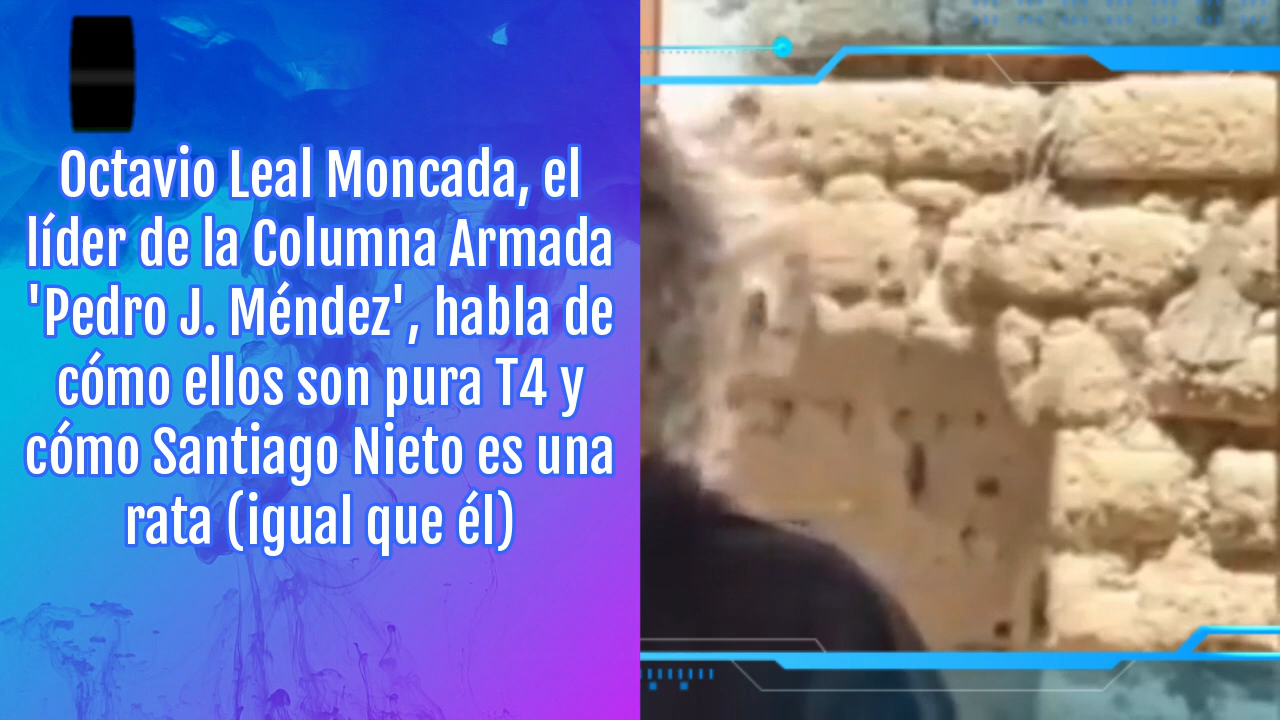 Octavio Leal Moncada, el
líder de la Columna Armada
'Pedro J. Méndez', habla de
cómo ellos son pura T4 y
cómo Santiago Nieto es una
rata (igual que él)